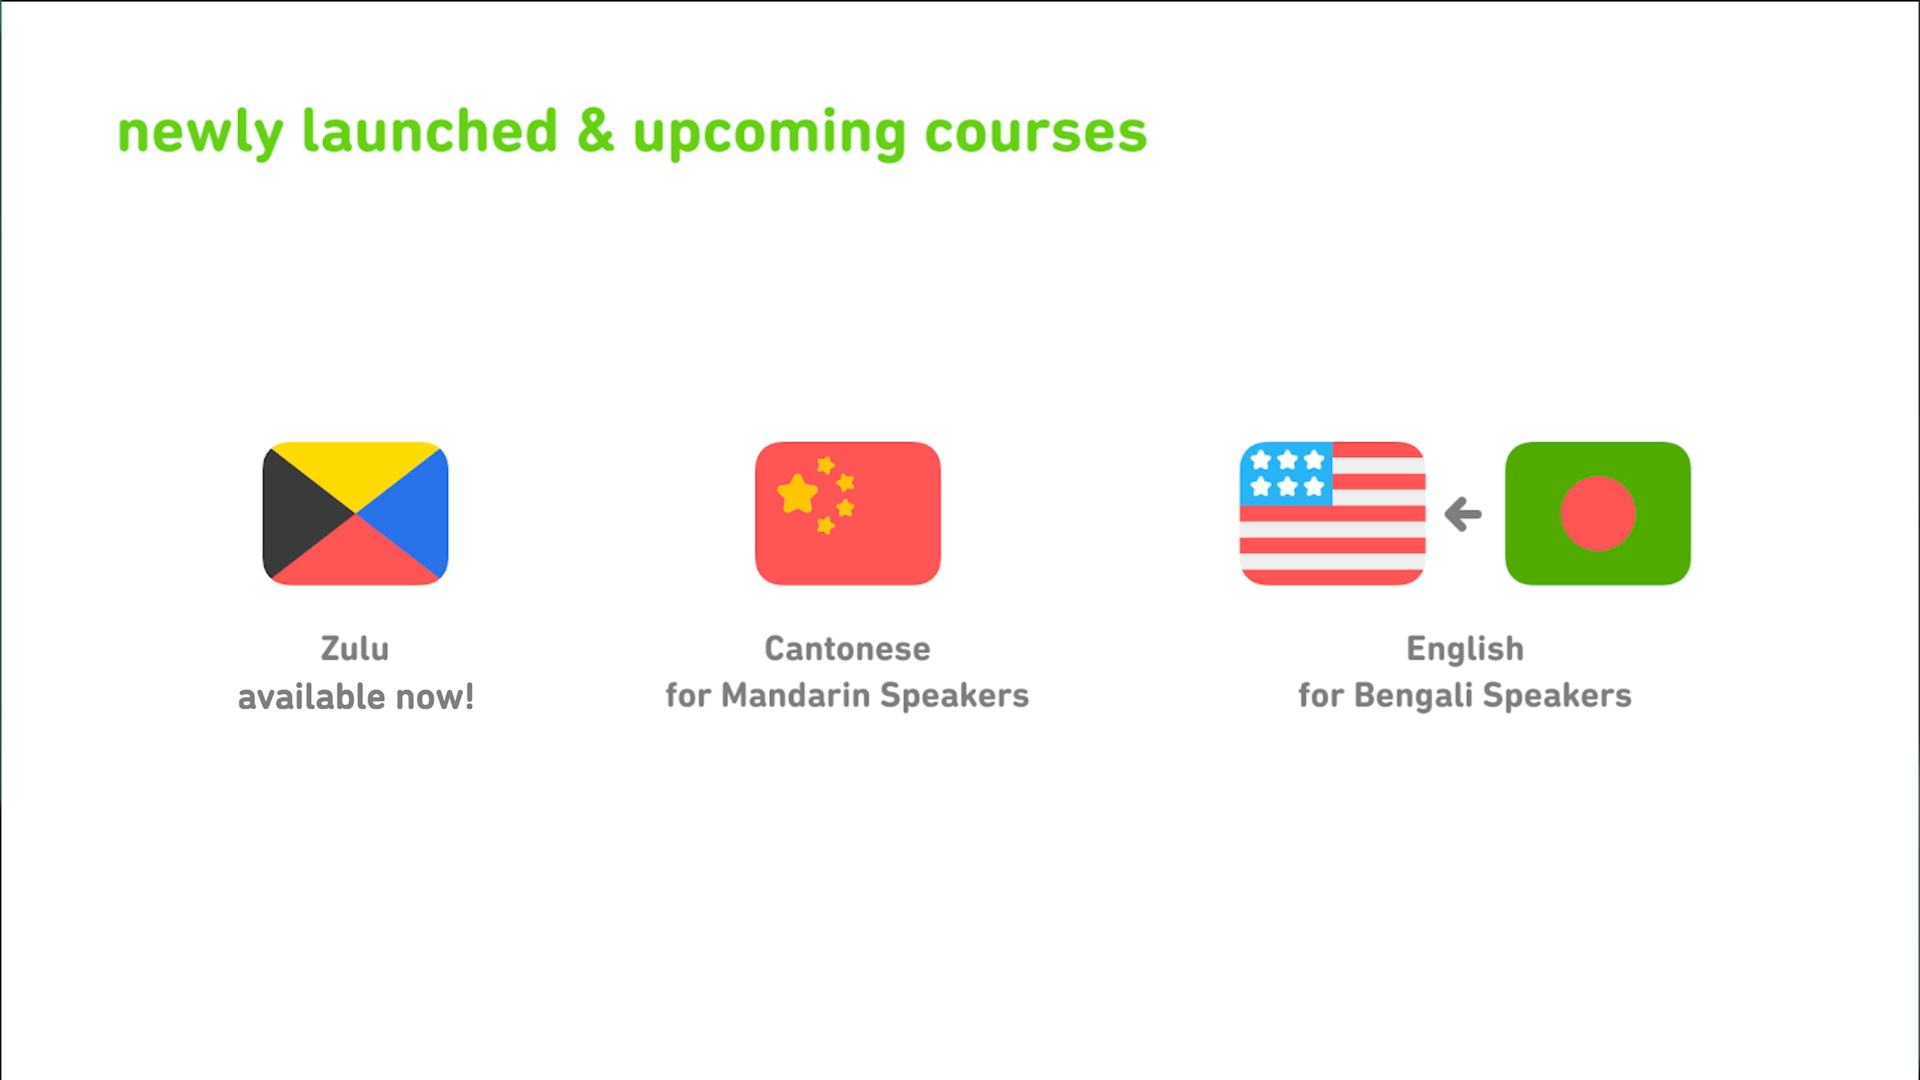 newly launched & upcoming courses
Zulu
available now!
Cantonese
for Mandarin Speakers
English
for Bengali Speakers